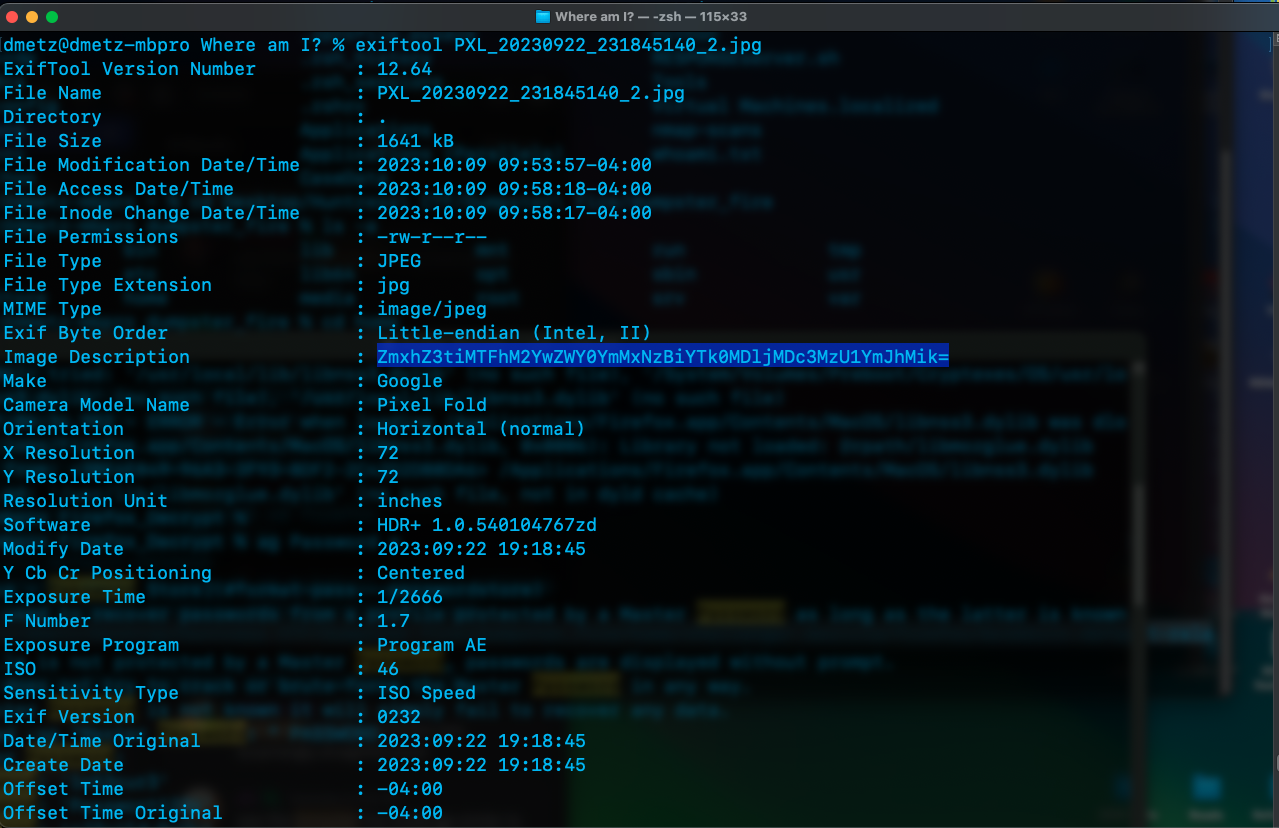 Where am I? — -zsh — 115×33
dmetz@dmetz-mbpro Where am I? % exiftool PXL_20230922_231845140_2.jpg
ExifTool Version Number : 12.64
File Name : PXL_20230922_231845140_2.jpg
Directory : .
File Size : 1641 kB
File Modification Date/Time : 2023:10:09 09:53:57-04:00
File Access Date/Time : 2023:10:09 09:58:18-04:00
File Inode Change Date/Time : 2023:10:09 09:58:17-04:00
File Permissions : -rw-r--r--
File Type : JPEG
File Type Extension : jpg
MIME Type : image/jpeg
Exif Byte Order : Little-endian (Intel, II)
Image Description : ZmxhZ3tiMTFhM2YwZWY0YmMxNzBiYTk0MDljMDc3MzU1YmJhMik=
Make : Google
Camera Model Name : Pixel Fold
Orientation : Horizontal (normal)
X Resolution : 72
Y Resolution : 72
Resolution Unit : inches
Software : HDR+ 1.0.540104767zd
Modify Date : 2023:09:22 19:18:45
Y Cb Cr Positioning : Centered
Exposure Time : 1/2666
F Number : 1.7
Exposure Program : Program AE
ISO : 46
Sensitivity Type : ISO Speed
Exif Version : 0232
Date/Time Original : 2023:09:22 19:18:45
Create Date : 2023:09:22 19:18:45
Offset Time : -04:00
Offset Time Original : -04:00